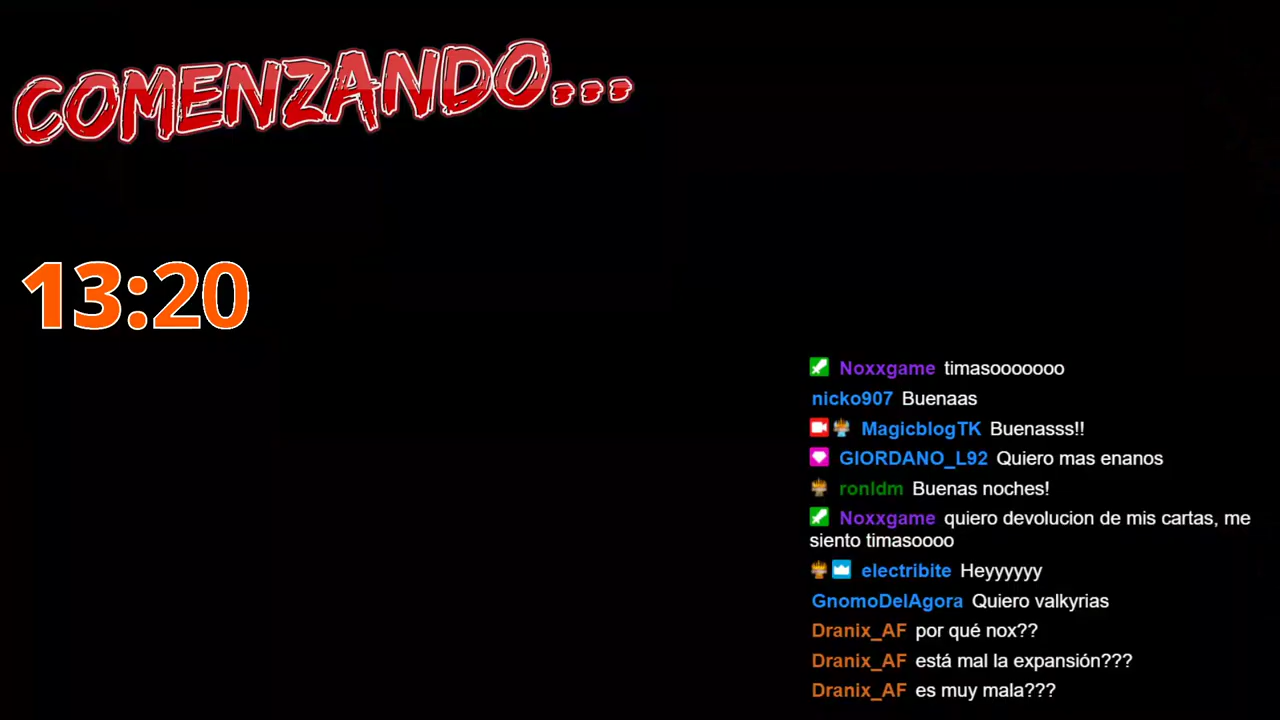 COMENZANDO...
13:20
Noxxgame timasooooooo
nicko907 Buenaas
MagicblogTK Buenasss!!
GIORDANO_L92 Quiero mas enanos
ronldm Buenas noches!
Noxxgame quiero devolucion de mis cartas, me
siento timasoooo
electribite Heyyyyyy
GnomoDelAgora Quiero valkyrias
Dranix_AF por qué nox??
Dranix_AF está mal la expansión???
Dranix_AF es muy mala???